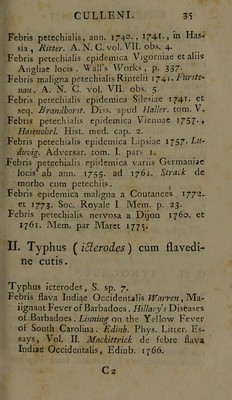 CULLENI. 35
Febris petechialis, ann. 1740., 1741., in Has-
sia, Ritter. A. N. C. vol. VII. obs. 4.
Febris petechialis epidemica Vigorniae et aliis
Angliae locis. Wall's Works, p. 337.
Febris maligna petechialis Rintelii 1741. Furste-
nau. A. N. C. vol. VII. obs. 5.
Febris petechialis epidemica Silesiae 1741. et
seq. Brandhorst. Diss. apud Haller. tom. V.
Febris petechialis epidemica Viennae 1757.,
Hasenohrl. Hist. med. cap. 2.
Febris petechialis epidemica Lipsiae 1757. Lu-
dwig. Adversar. tom. I. pars 1.
Febris petechialis epidemica variis Germaniae
locis ab ann. 1755. ad 1761. Strack de
morbo cum petechiis.
Febris epidemica maligna a Coutances 1772.
et 1773. Soc. Royale I. Mem. p. 23.
Febris petechialis nervosa a Dijon 1760. et
1761. Mem. par Maret 1775.
II. Typhus (icterodes) cum flavedi-
ne cutis.
Typhus icterodes, S. sp. 7.
Febris flava Indiae Occidentalis Warren, Ma-
iignant Fever of Barbadoes. Hillary's Diseases
of Barbadoes. Linning on the Yellow Fever
of South Carolina. Edinb. Phys. Litter. Es-
says, Vol. II. Mackittrick de febre flava
Indiae Occidentalis, Edinb. 1766.
C 2